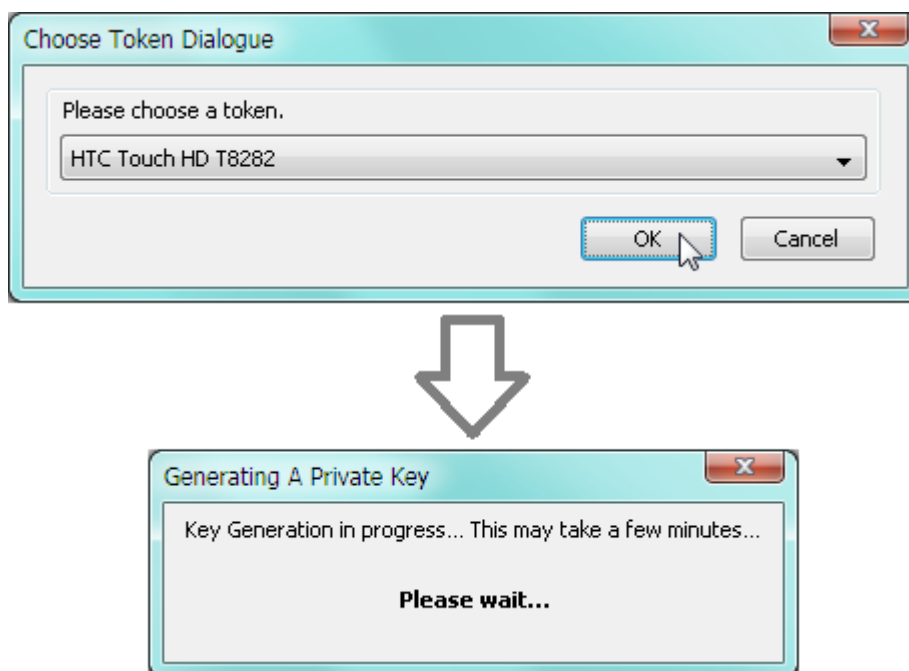 Choose Token Dialogue
Please choose a token.
HTC Touch HD T8282
OK
Cancel
Generating A Private Key
Key Generation in progress... This may take a few minutes...
Please wait...